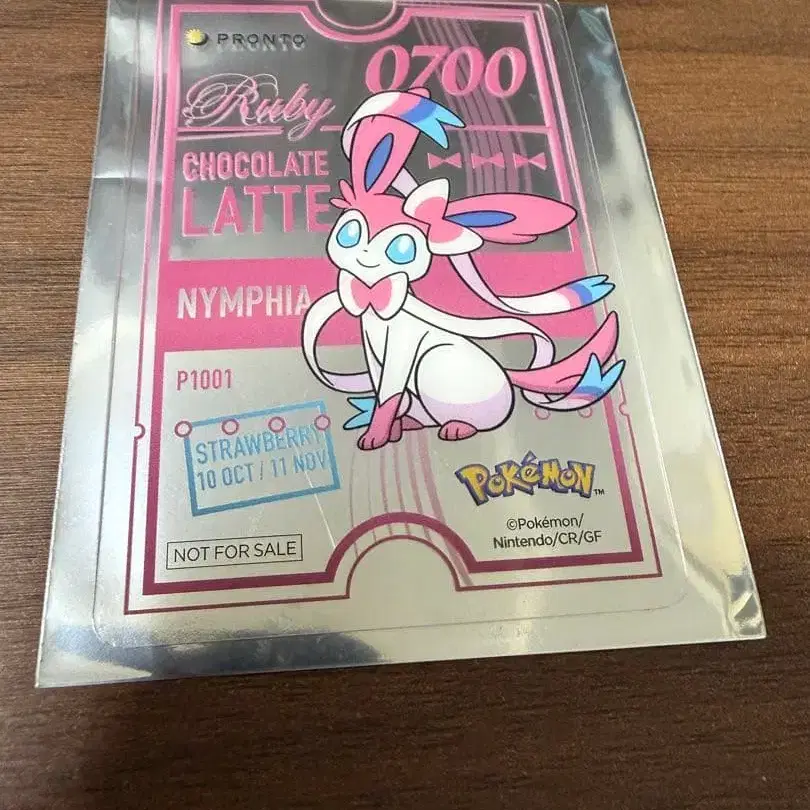 PRONTO
0700
Ruby
CHOCOLATE
LATTE
NYMPHIA
P1001
STRAWBERRY
10 OCT / 11 NOV
POKéMON™
©Pokémon/
Nintendo/CR/GF
NOT FOR SALE